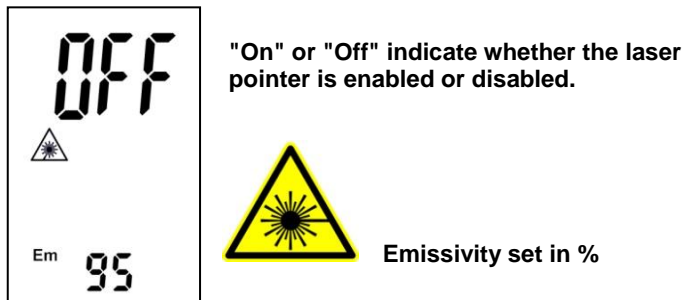 OFF
"On" or "Off" indicate whether the laser
pointer is enabled or disabled.
Em 95
Emissivity set in %